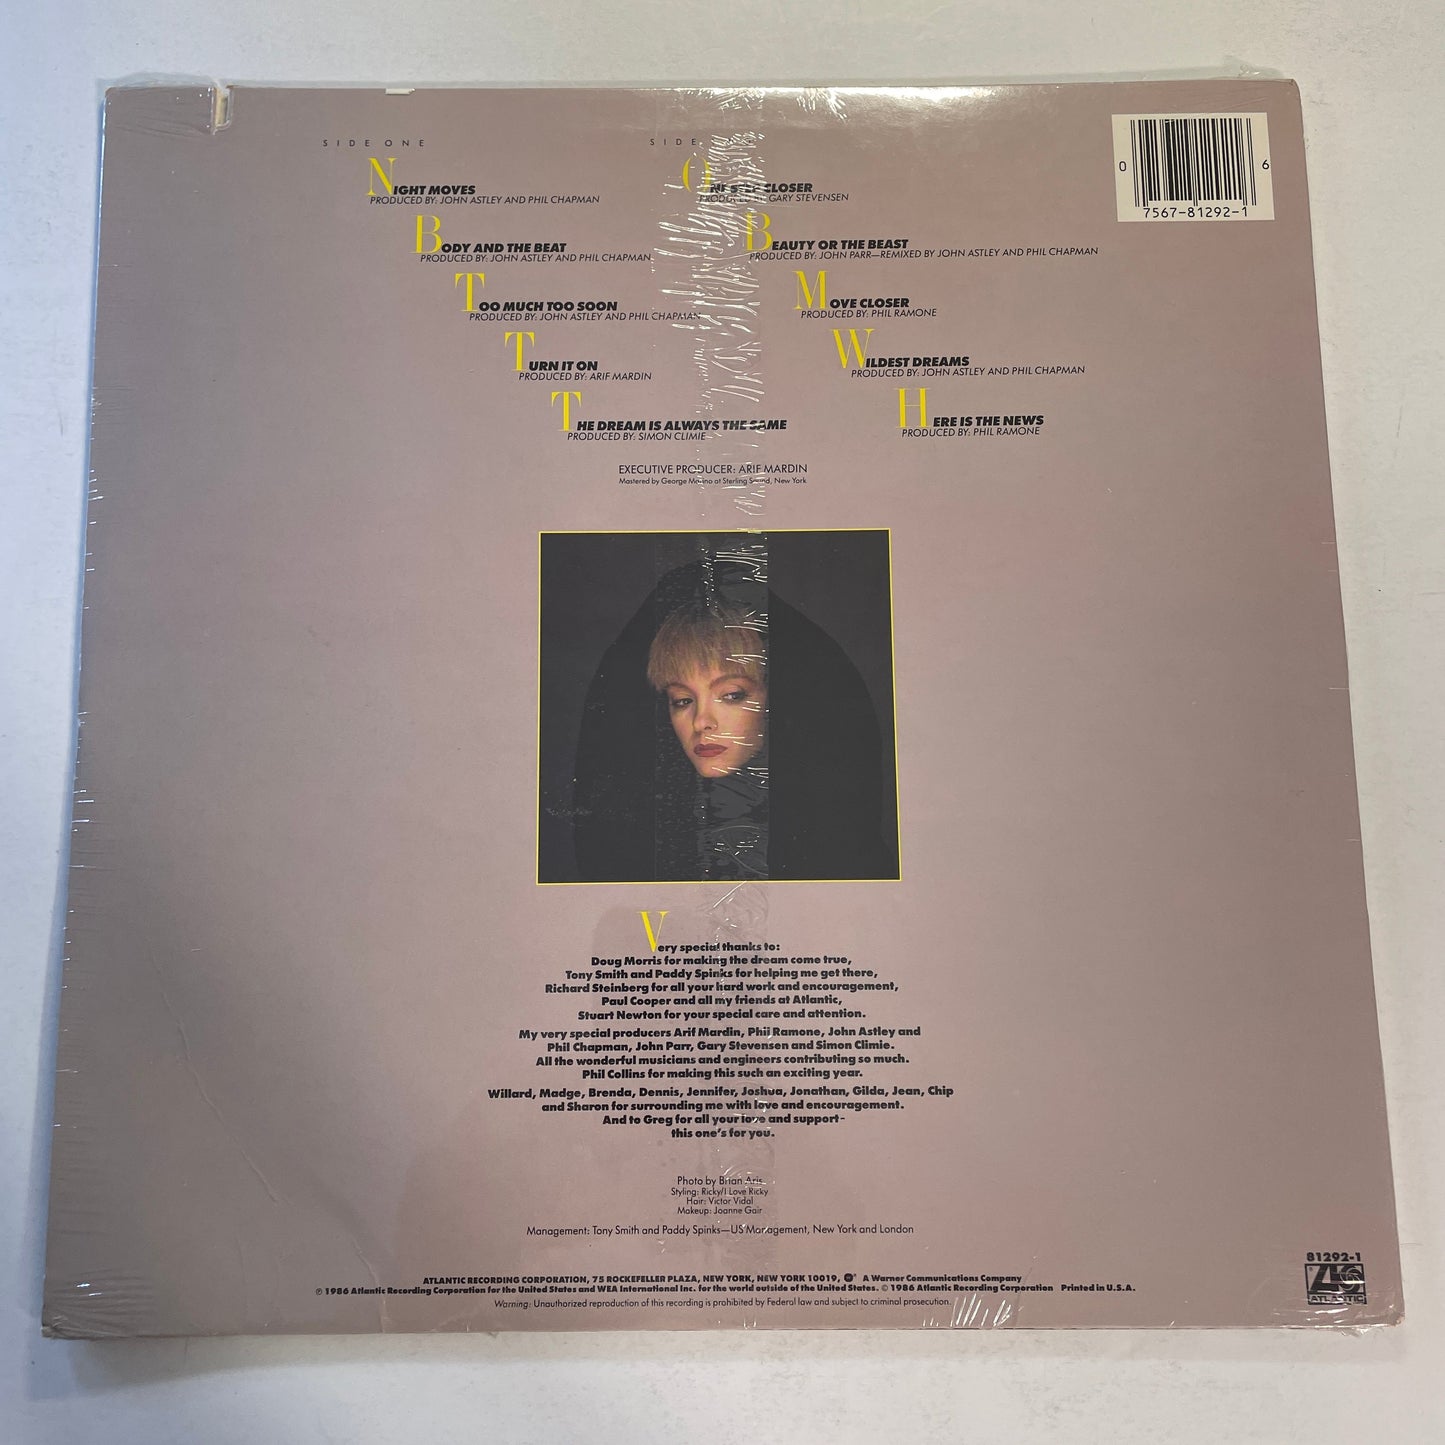 SIDE ONE
NIGHT MOVES
PRODUCED BY: JOHN ASTLEY AND PHIL CHAPMAN
BODY AND THE BEAT
PRODUCED BY: JOHN ASTLEY AND PHIL CHAPMAN
TOO MUCH TOO SOON
PRODUCED BY: JOHN ASTLEY AND PHIL CHAPMAN
TURN IT ON
PRODUCED BY: ARIF MARDIN
THE DREAM IS ALWAYS THE SAME
PRODUCED BY: SIMON CLIMIE
SIDE
ONE STEP CLOSER
PRODUCED BY: GARY STEVENSEN
BEAUTY OR THE BEAST
PRODUCED BY: JOHN PARR—REMIXED BY JOHN ASTLEY AND PHIL CHAPMAN
MOVE CLOSER
PRODUCED BY: PHIL RAMONE
WILDEST DREAMS
PRODUCED BY: JOHN ASTLEY AND PHIL CHAPMAN
HERE IS THE NEWS
PRODUCED BY: PHIL RAMONE
0 6
7567-81292-1
EXECUTIVE PRODUCER: ARIF MARDIN
Mastered by George Marino at Sterling Sound, New York
Very special thanks to:
Doug Morris for making the dream come true,
Tony Smith and Paddy Spinks for helping me get there,
Richard Steinberg for all your hard work and encouragement,
Paul Cooper and all my friends at Atlantic,
Stuart Newton for your special care and attention.
My very special producers Arif Mardin, Phil Ramone, John Astley and
Phil Chapman, John Parr, Gary Stevensen and Simon Climie.
All the wonderful musicians and engineers contributing so much.
Phil Collins for making this such an exciting year.
Willard, Madge, Brenda, Dennis, Jennifer, Joshua, Jonathan, Gilda, Jean, Chip
and Sharon for surrounding me with love and encouragement.
And to Greg for all your love and support-
this one's for you.
Photo by Brian Aris
Styling: Ricky/I Love Ricky
Hair: Victor Vidal
Makeup: Joanne Gair
Management: Tony Smith and Paddy Spinks—US Management, New York and London
ATLANTIC RECORDING CORPORATION, 75 ROCKEFELLER PLAZA, NEW YORK, NEW YORK 10019, A Warner Communications Company
℗ 1986 Atlantic Recording Corporation for the United States and WEA International Inc. for the world outside of the United States. © 1986 Atlantic Recording Corporation Printed in U.S.A.
Warning: Unauthorized reproduction of this recording is prohibited by Federal law and subject to criminal prosecution.
81292-1
ATLANTIC